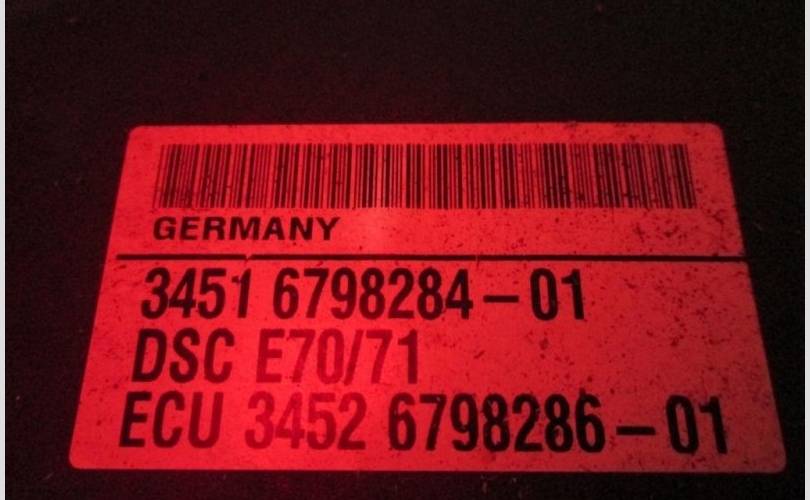 GERMANY
3451 6798284-01
DSC E70/71
ECU 3452 6798286-01